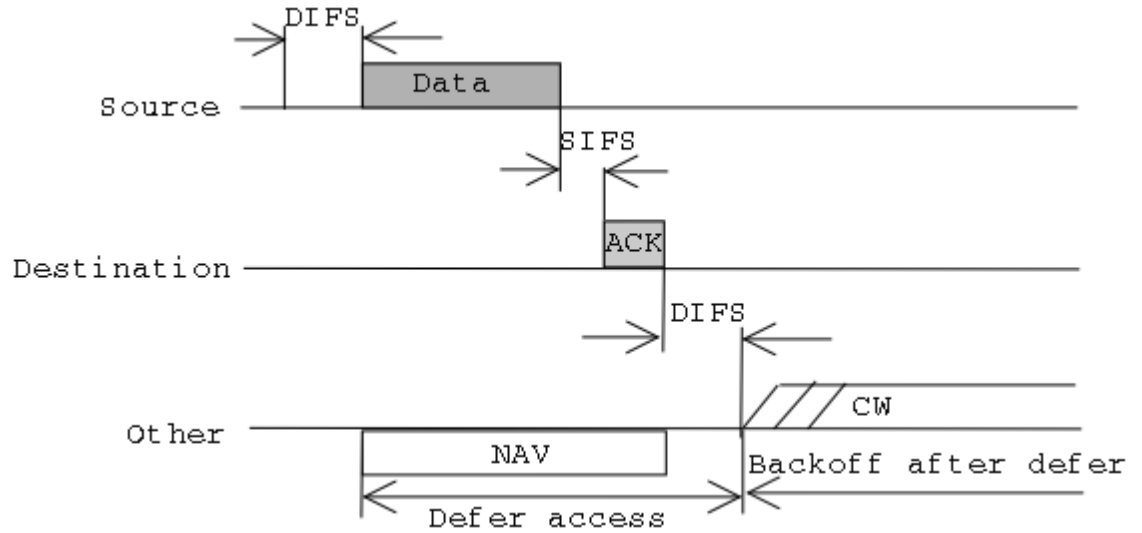 DIFS
Data
Source
SIFS
ACK
Destination
DIFS
CW
Other
NAV
Backoff after defer
Defer access